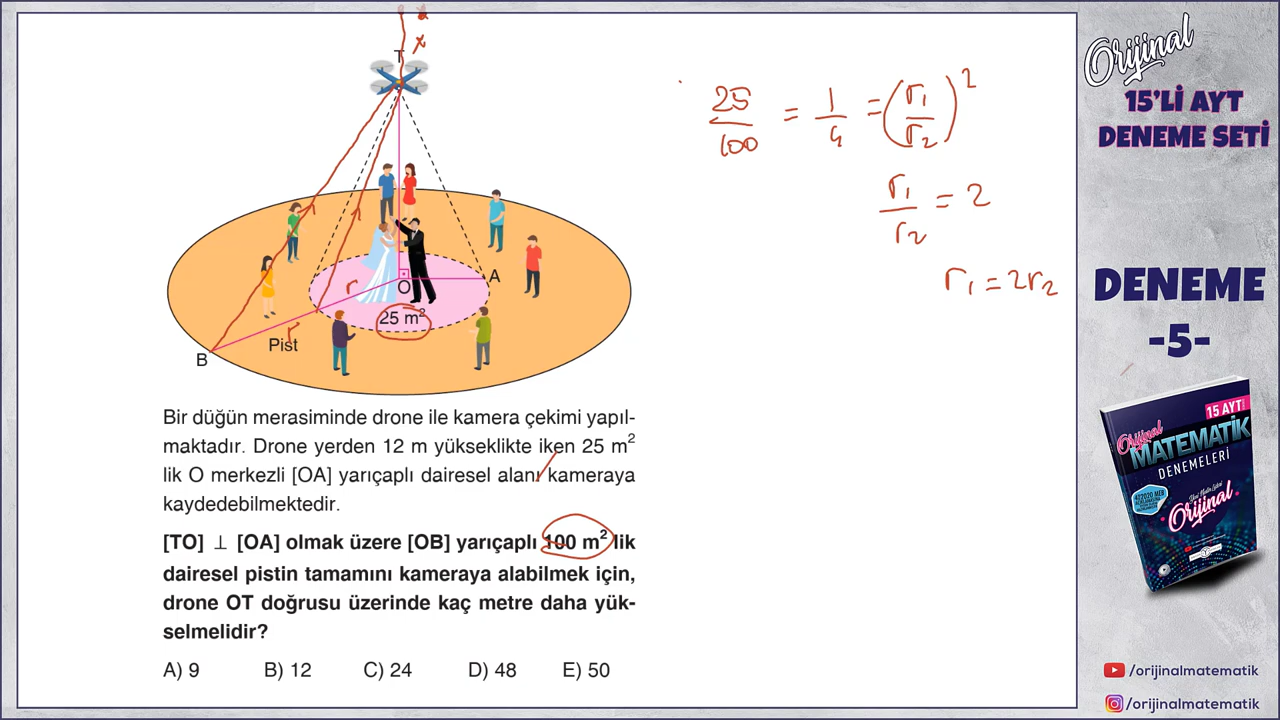 x
T
A
O
r
25 m²
r
Pist
B
Bir düğün merasiminde drone ile kamera çekimi yapıl-
maktadır. Drone yerden 12 m yükseklikte iken 25 m²
lik O merkezli [OA] yarıçaplı dairesel alanı kameraya
kaydedebilmektedir.
[TO] ⊥ [OA] olmak üzere [OB] yarıçaplı 100 m² lik
dairesel pistin tamamını kameraya alabilmek için,
drone OT doğrusu üzerinde kaç metre daha yük-
selmelidir?
A) 9 B) 12 C) 24 D) 48 E) 50
25/100 = 1/4 = (r₁/r₂)²
r₁/r₂ = 2
r₁ = 2r₂
Orijinal
15'Lİ AYT
DENEME SETİ
DENEME
-5-
15 AYT
Orijinal
MATEMATİK
DENEMELERİ
Orijinal
/orijinalmatematik
/orijinalmatematik